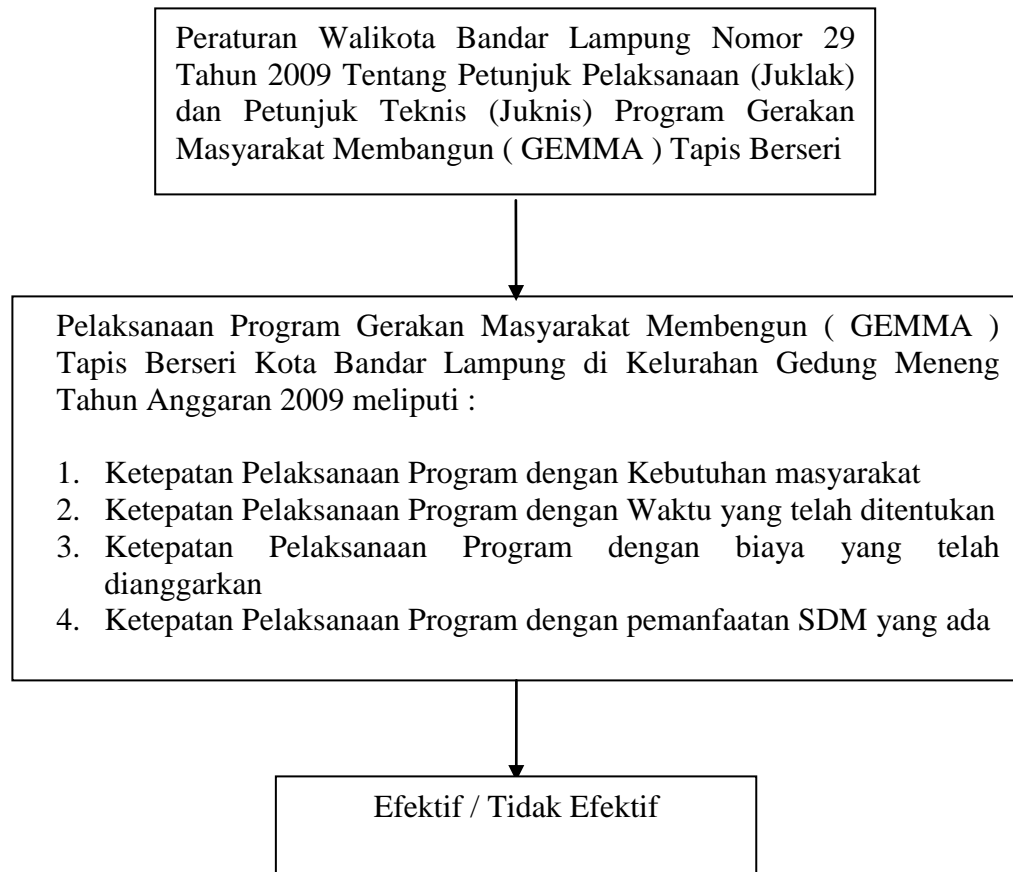 Peraturan Walikota Bandar Lampung Nomor 29
Tahun 2009 Tentang Petunjuk Pelaksanaan (Juklak)
dan Petunjuk Teknis (Juknis) Program Gerakan
Masyarakat Membangun ( GEMMA ) Tapis Berseri
Pelaksanaan Program Gerakan Masyarakat Membengun ( GEMMA )
Tapis Berseri Kota Bandar Lampung di Kelurahan Gedung Meneng
Tahun Anggaran 2009 meliputi :
1. Ketepatan Pelaksanaan Program dengan Kebutuhan masyarakat
2. Ketepatan Pelaksanaan Program dengan Waktu yang telah ditentukan
3. Ketepatan Pelaksanaan Program dengan biaya yang telah
dianggarkan
4. Ketepatan Pelaksanaan Program dengan pemanfaatan SDM yang ada
Efektif / Tidak Efektif